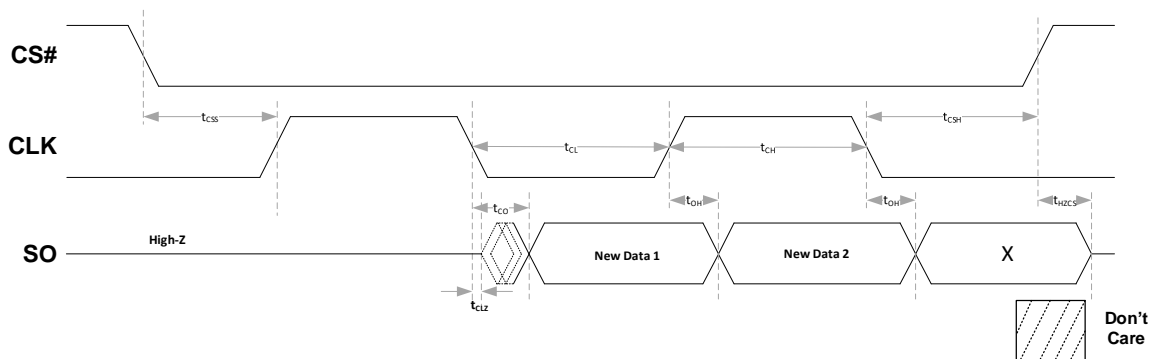 CS#
tCSS
tCSH
CLK
tCL
tCH
tCO
tOH
tOH
tHZCS
SO
High-Z
New Data 1
New Data 2
X
tCLZ
Don't
Care